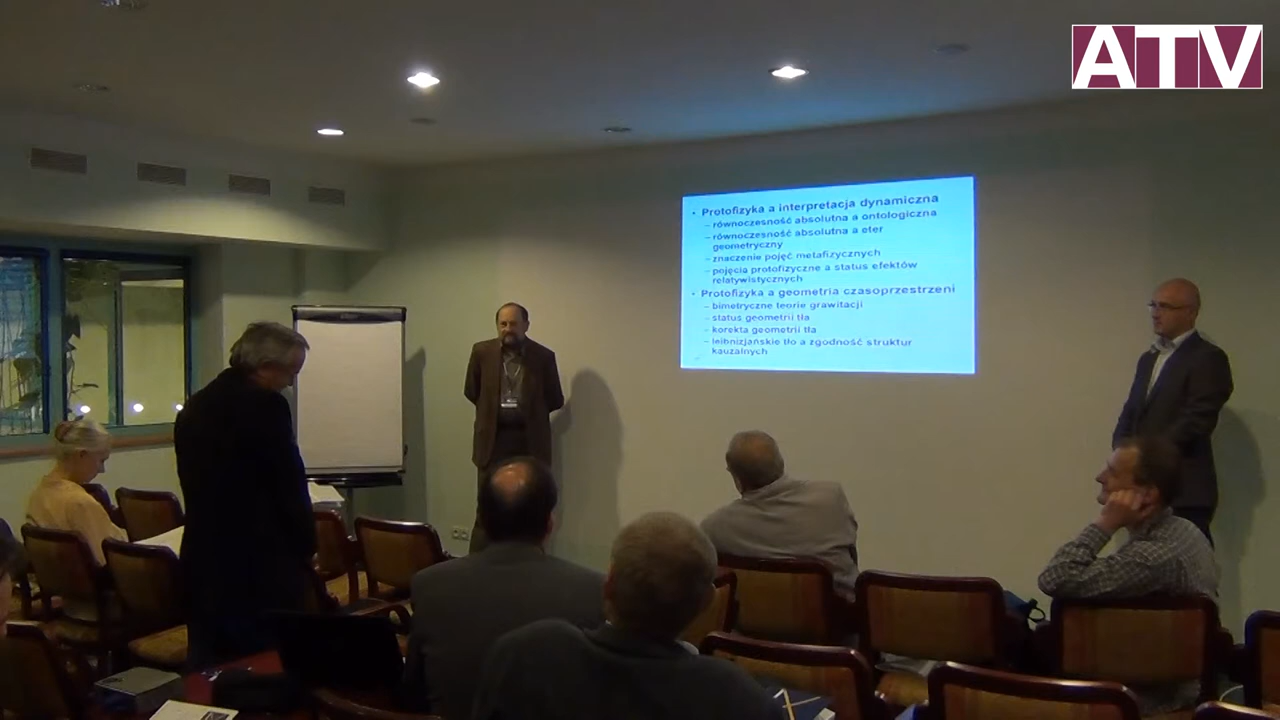 ATV
• Protofizyka a interpretacja dynamiczna
– równoczesność absolutna a ontologiczna
– równoczesność absolutna a eter
geometryczny
– znaczenie pojęć metafizycznych
– pojęcia protofizyczne a status efektów
relatywistycznych
• Protofizyka a geometria czasoprzestrzeni
– bimetryczne teorie grawitacji
– status geometrii tła
– korekta geometrii tła
– leibnizjańskie tło a zgodność struktur
kauzalnych